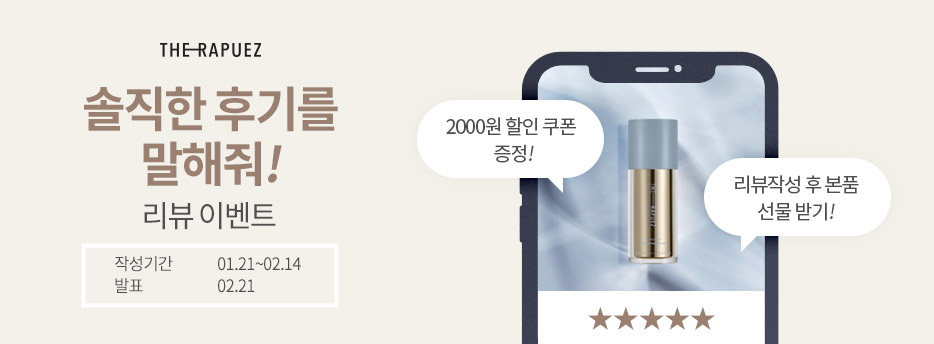 THE RAPUEZ
솔직한 후기를
말해줘!
리뷰 이벤트
작성기간 01.21~02.14
발표 02.21
2000원 할인 쿠폰
증정!
리뷰작성 후 본품
선물 받기!